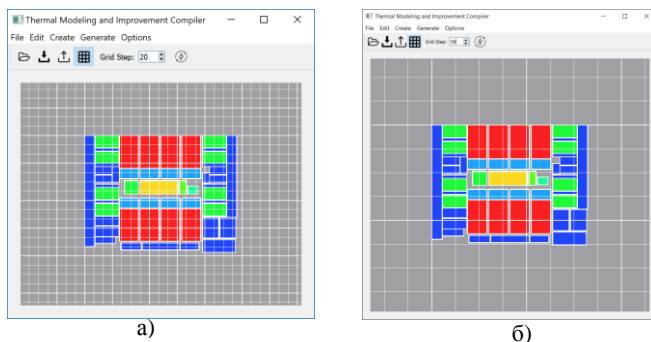 Thermal Modeling and Improvement Compiler
File Edit Create Generate Options
Grid Step: 20
a)
Thermal Modeling and Improvement Compiler
File Edit Create Generate Options
Grid Step:
б)